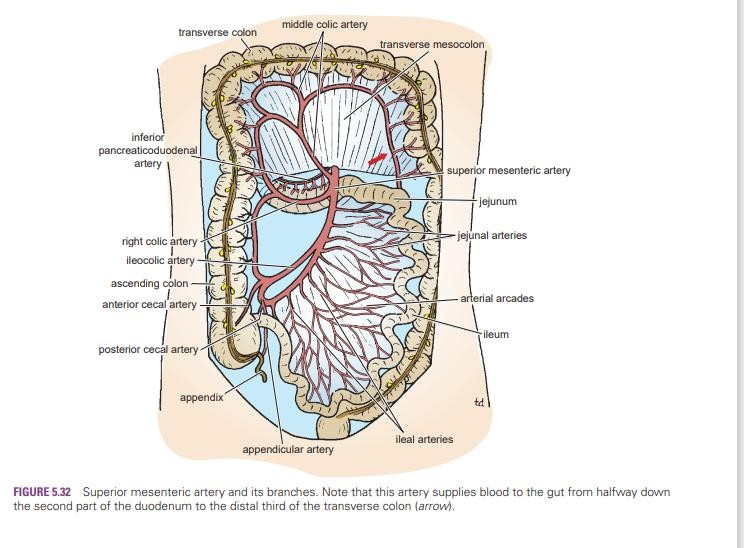 middle colic artery
transverse colon
transverse mesocolon
inferior
pancreaticoduodenal
artery
superior mesenteric artery
jejunum
jejunal arteries
right colic artery
ileocolic artery
ascending colon
anterior cecal artery
arterial arcades
ileum
posterior cecal artery
appendix
ileal arteries
appendicular artery
FIGURE 5.32 Superior mesenteric artery and its branches. Note that this artery supplies blood to the gut from halfway down
the second part of the duodenum to the distal third of the transverse colon (arrow).